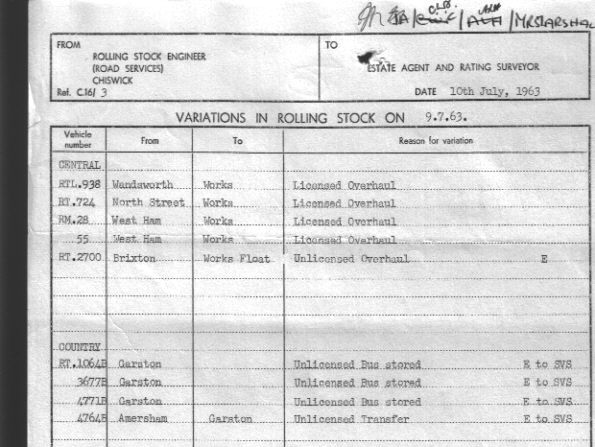 /MRSMARSHAL
FROM
ROLLING STOCK ENGINEER
(ROAD SERVICES)
CHISWICK
Ref. C.16/ 3
TO
ESTATE AGENT AND RATING SURVEYOR
DATE 10th July, 1963
VARIATIONS IN ROLLING STOCK ON 9.7.63.
Vehicle number From To Reason for variation
CENTRAL
RTL.938 Wandsworth Works Licensed Overhaul
RT.724 North Street Works Licensed Overhaul
RM.28 West Ham Works Licensed Overhaul
55 West Ham Works Licensed Overhaul
RT.2700 Brixton Works Float Unlicensed Overhaul E
COUNTRY
RT.1064B Garston Unlicensed Bus stored E to SVS
3677B Garston Unlicensed Bus stored E to SVS
4771B Garston Unlicensed Bus stored E to SVS
4764B Amersham Garston Unlicensed Transfer E to SVS